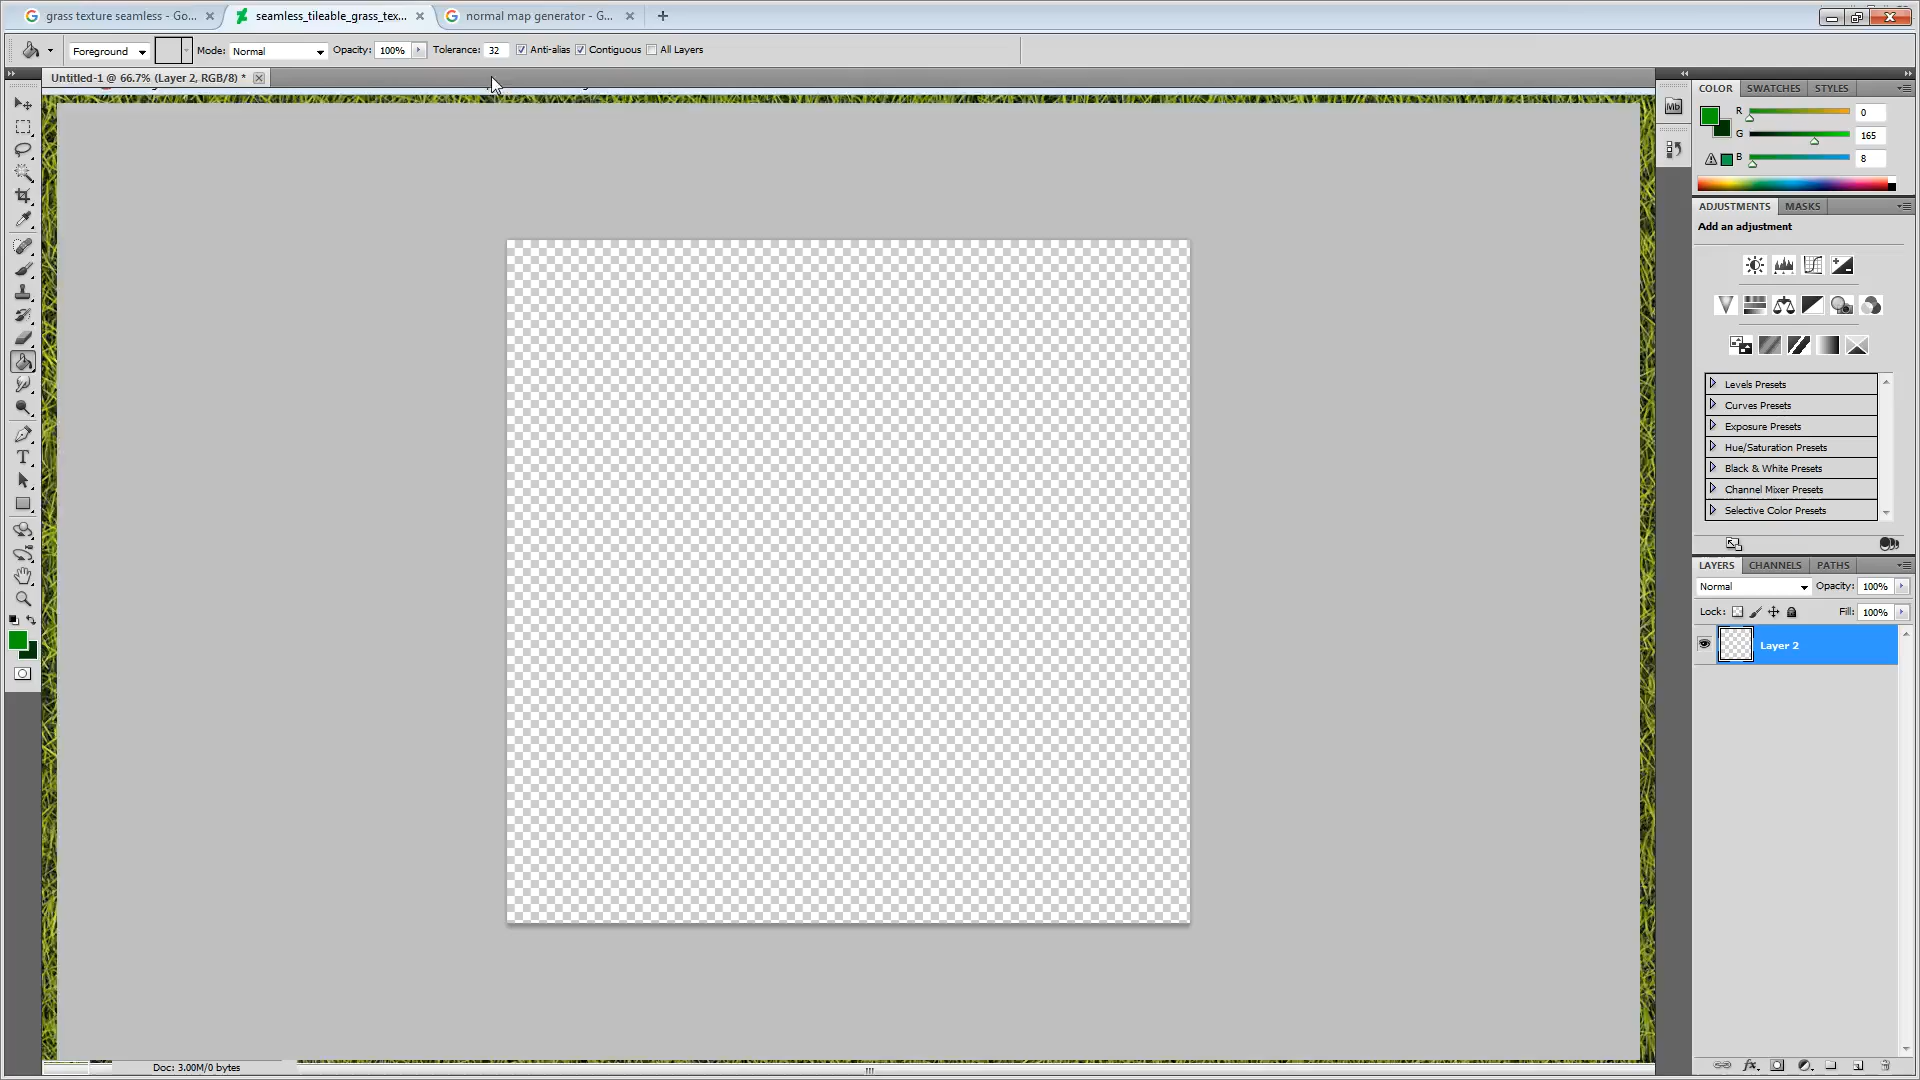 grass texture seamless - Go...
seamless_tileable_grass_tex...
normal map generator - G...
Foreground Mode: Normal Opacity: 100% Tolerance: 32 Anti-alias Contiguous All Layers
Untitled-1 @ 66.7% (Layer 2, RGB/8) *
COLOR SWATCHES STYLES
R 0
G 165
B 8
Mb
ADJUSTMENTS MASKS
Add an adjustment
Levels Presets
Curves Presets
Exposure Presets
Hue/Saturation Presets
Black & White Presets
Channel Mixer Presets
Selective Color Presets
LAYERS CHANNELS PATHS
Normal Opacity: 100%
Lock: Fill: 100%
Layer 2
Doc: 3.00M/0 bytes